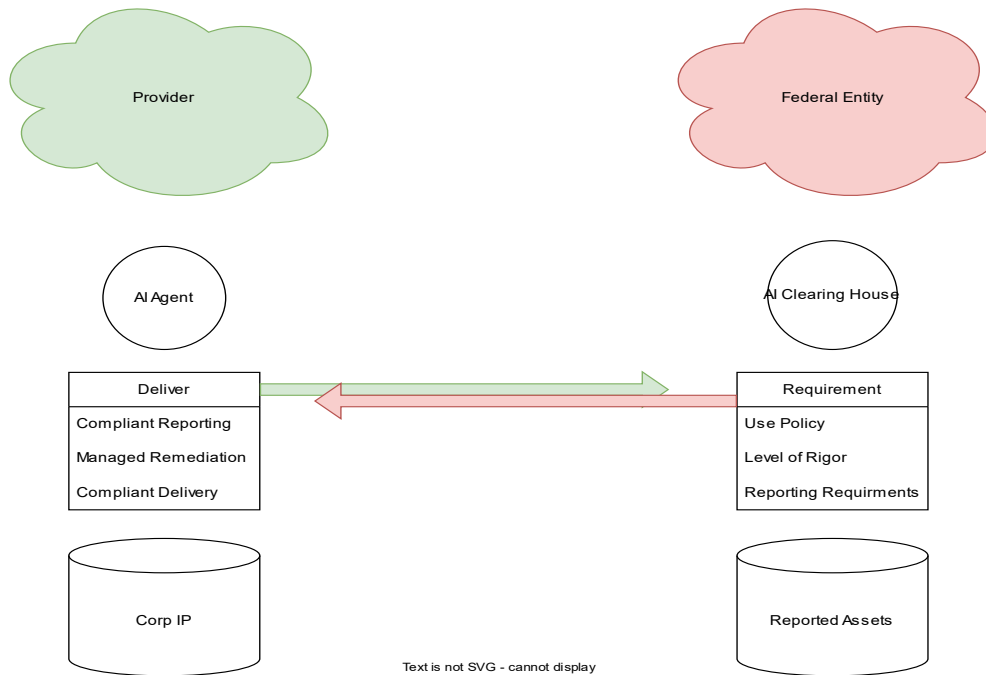 Provider
Federal Entity
AI Agent
AI Clearing House
Deliver
Compliant Reporting
Managed Remediation
Compliant Delivery
Requirement
Use Policy
Level of Rigor
Reporting Requirments
Corp IP
Reported Assets
Text is not SVG - cannot display